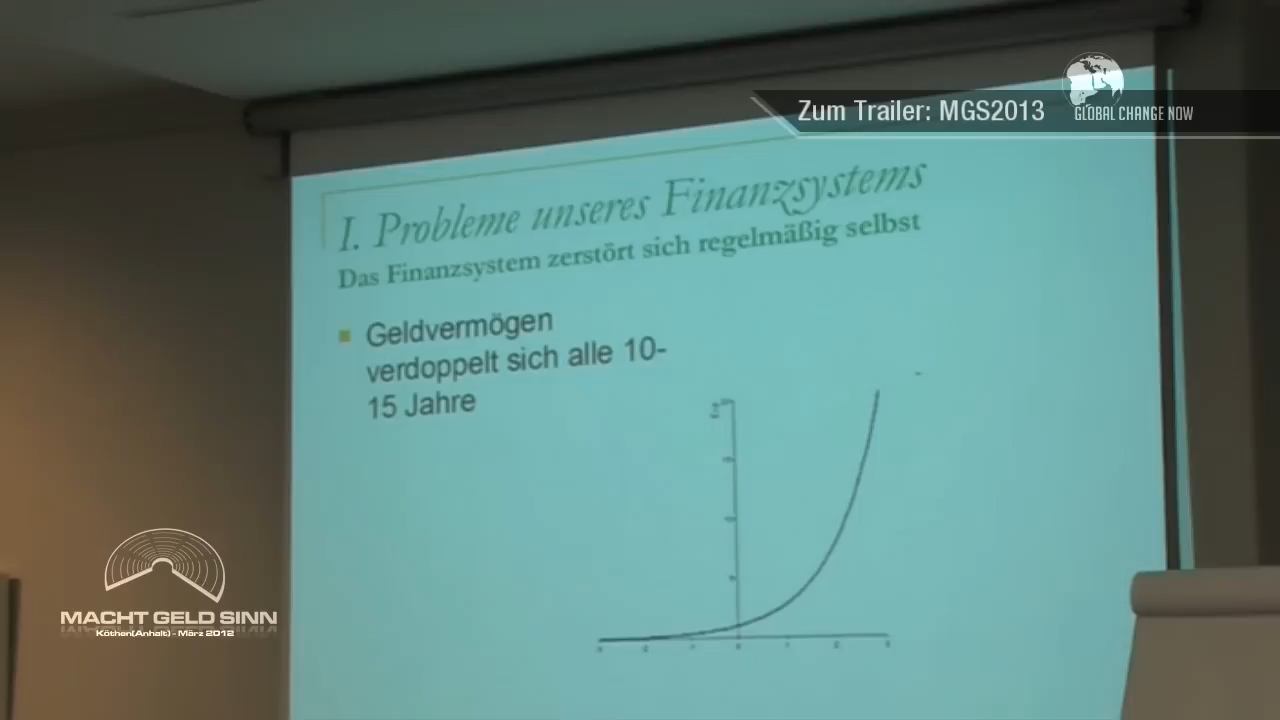 Zum Trailer: MGS2013
GLOBAL CHANGE NOW
I. Probleme unseres Finanzsystems
Das Finanzsystem zerstört sich regelmäßig selbst
Geldvermögen
verdoppelt sich alle 10-
15 Jahre
MACHT GELD SINN
Köthen(Anhalt) - März 2012